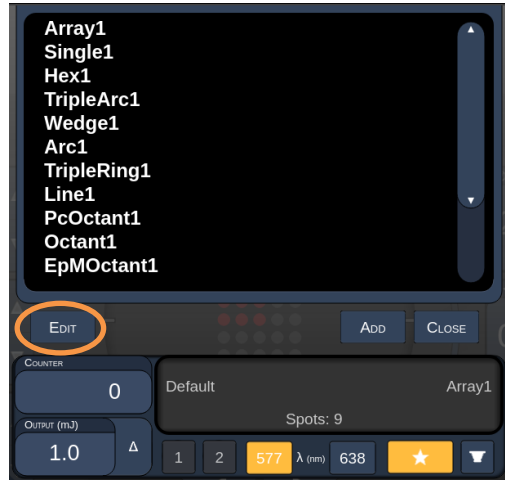 Array1
Single1
Hex1
TripleArc1
Wedge1
Arc1
TripleRing1
Line1
PcOctant1
Octant1
EpMOctant1
EDIT ADD CLOSE
COUNTER
0
Default Array1
Spots: 9
OUTPUT (mJ)
1.0 Δ
1 2 577 λ (nm) 638